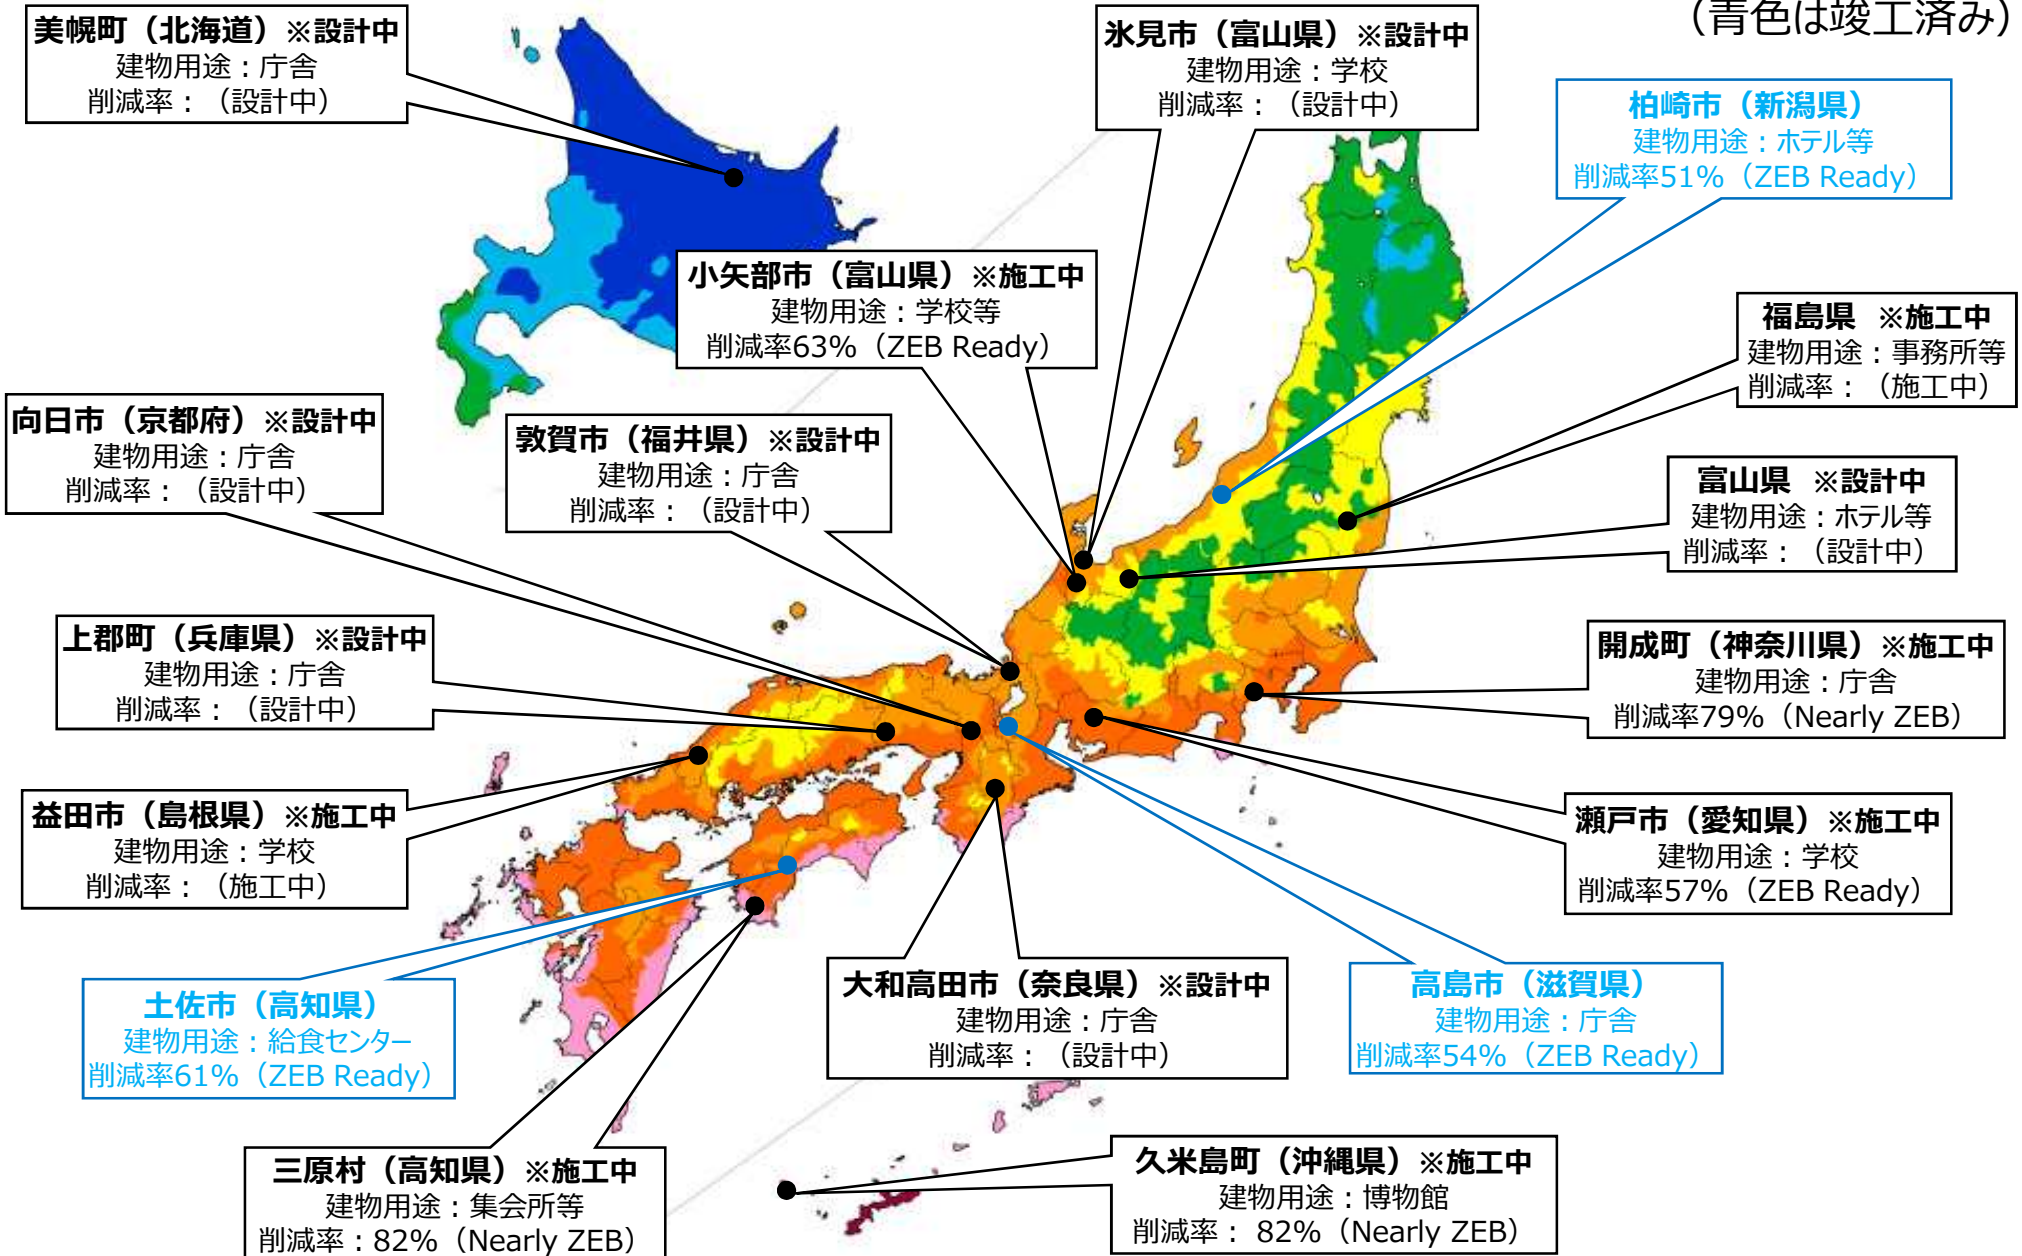 （青色は竣工済み）
美幌町（北海道）※設計中
建物用途：庁舎
削減率：（設計中）
氷見市（富山県）※設計中
建物用途：学校
削減率：（設計中）
柏崎市（新潟県）
建物用途：ホテル等
削減率51%（ZEB Ready）
小矢部市（富山県）※施工中
建物用途：学校等
削減率63%（ZEB Ready）
福島県　※施工中
建物用途：事務所等
削減率：（施工中）
向日市（京都府）※設計中
建物用途：庁舎
削減率：（設計中）
敦賀市（福井県）※設計中
建物用途：庁舎
削減率：（設計中）
富山県　※設計中
建物用途：ホテル等
削減率：（設計中）
上郡町（兵庫県）※設計中
建物用途：庁舎
削減率：（設計中）
開成町（神奈川県）※施工中
建物用途：庁舎
削減率79%（Nearly ZEB）
益田市（島根県）※施工中
建物用途：学校
削減率：（施工中）
瀬戸市（愛知県）※施工中
建物用途：学校
削減率57%（ZEB Ready）
土佐市（高知県）
建物用途：給食センター
削減率61%（ZEB Ready）
大和高田市（奈良県）※設計中
建物用途：庁舎
削減率：（設計中）
高島市（滋賀県）
建物用途：庁舎
削減率54%（ZEB Ready）
三原村（高知県）※施工中
建物用途：集会所等
削減率：82%（Nearly ZEB）
久米島町（沖縄県）※施工中
建物用途：博物館
削減率： 82%（Nearly ZEB）